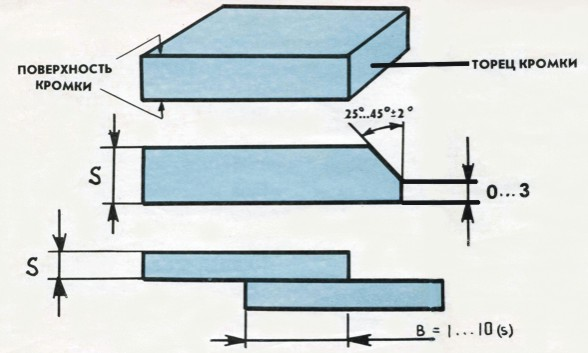 ПОВЕРХНОСТЬ
КРОМКИ
ТОРЕЦ КРОМКИ
25°...45°±2°
S
0...3
S
B = 1...10 (s)